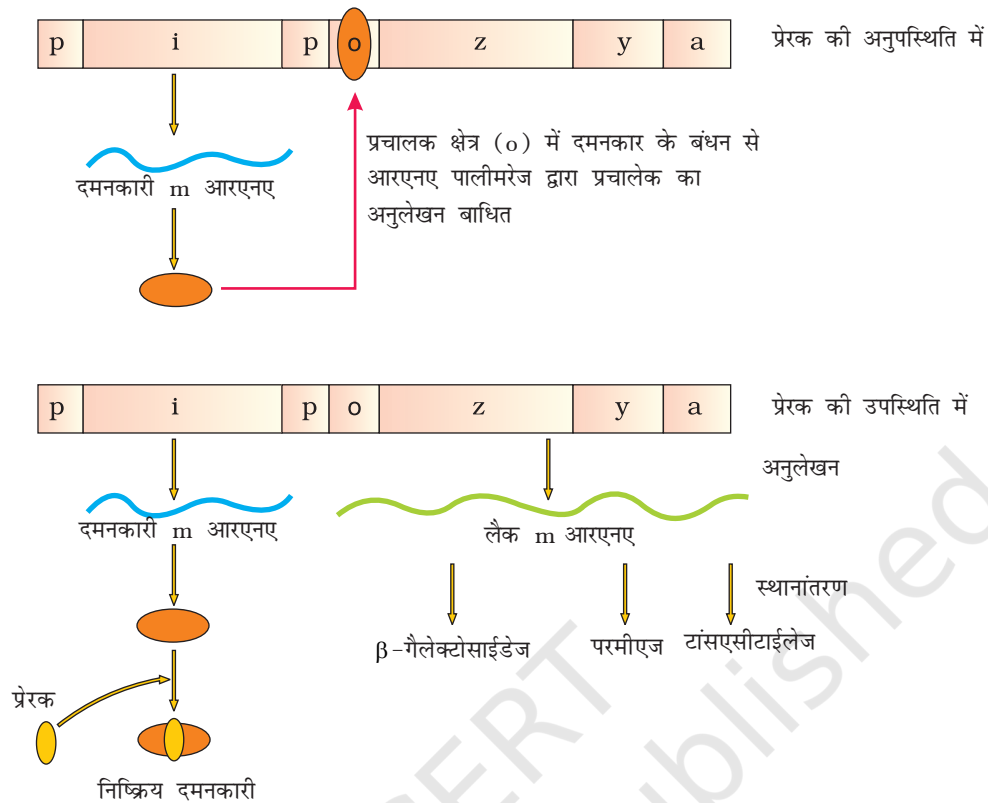 p i p o z y a प्रेरक की अनुपस्थिति में
प्रचालक क्षेत्र (o) में दमनकार के बंधन से
आरएनए पालीमरेज द्वारा प्रचालेक का
अनुलेखन बाधित
दमनकारी m आरएनए
p i p o z y a प्रेरक की उपस्थिति में
अनुलेखन
दमनकारी m आरएनए
लैक m आरएनए
स्थानांतरण
β-गैलेक्टोसाईडेज परमीएज टांसएसीटाईलेज
प्रेरक
निष्क्रिय दमनकारी